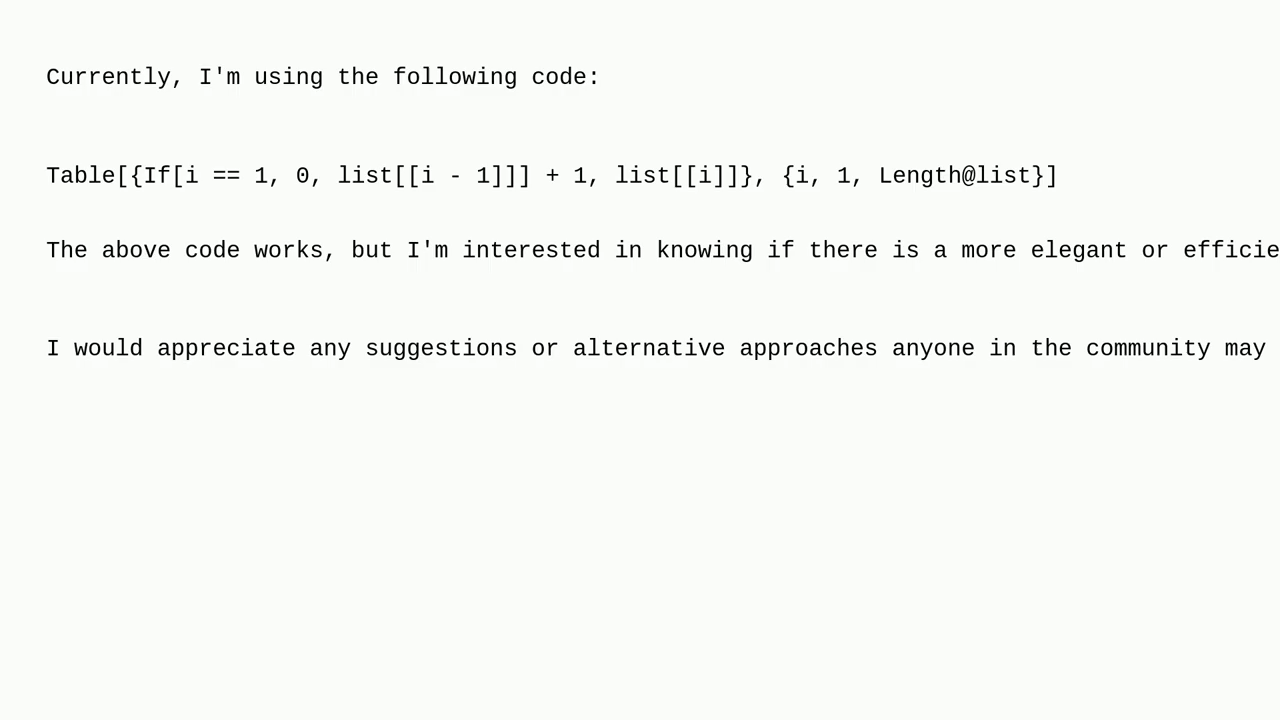 Currently, I'm using the following code:
Table[{If[i == 1, 0, list[[i - 1]]] + 1, list[[i]]}, {i, 1, Length@list}]
The above code works, but I'm interested in knowing if there is a more elegant or efficie
I would appreciate any suggestions or alternative approaches anyone in the community may